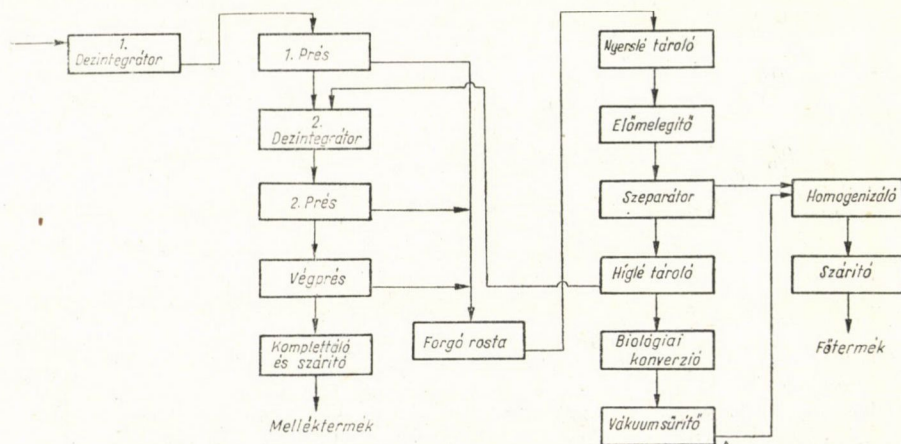 1.
Dezintegrátor
1. Prés
2.
Dezintegrátor
2. Prés
Végprés
Komplettáló
és szárító
Melléktermék
Forgó rosta
Nyerslé tároló
Előmelegítő
Szeparátor
Híglé tároló
Biológiai
konverzió
Vákuumsűrítő
Homogenizáló
Szárító
Főtermék